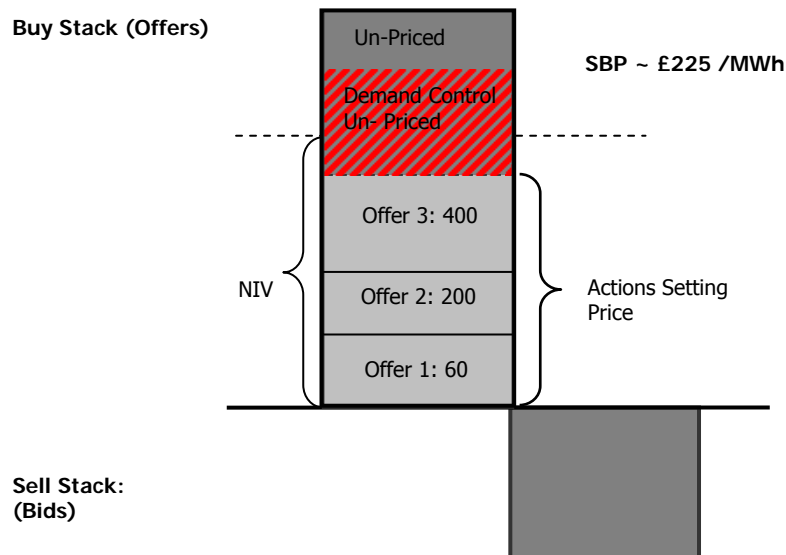 Buy Stack (Offers)
Un-Priced
SBP ~ £225 /MWh
Demand Control
Un- Priced
Offer 3: 400
NIV
Offer 2: 200
Actions Setting
Price
Offer 1: 60
Sell Stack:
(Bids)